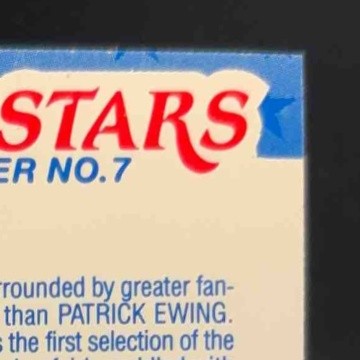 STARS
ER NO. 7
rrounded by greater fan-
than PATRICK EWING.
s the first selection of the